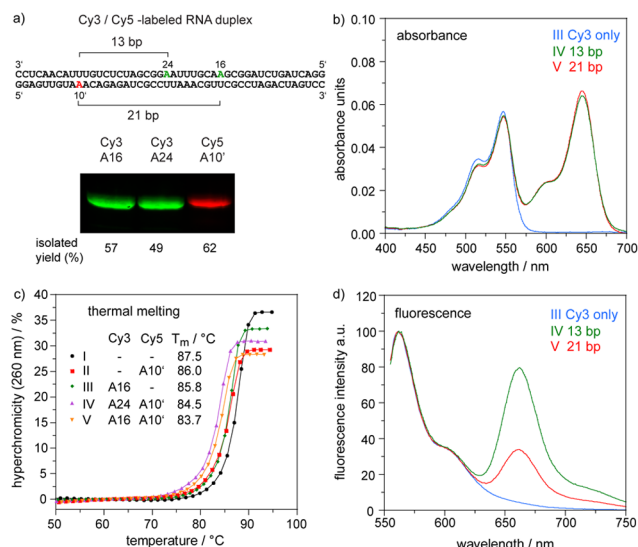 a) Cy3 / Cy5 -labeled RNA duplex
13 bp
3' 24 16 5'
CCUCAACAUUUGUCUCUAGCGGAAUUUGCAAGCGGAUCUGAUCAGG
GGAGUUGUAAACAGAGAUCGCCUUAAACGUUCGCCUAGACUAGUCC
5' 10' 3'
21 bp
Cy3 Cy3 Cy5
A16 A24 A10'
isolated
yield (%) 57 49 62
b) absorbance
III Cy3 only
IV 13 bp
V 21 bp
absorbance units
0.10
0.08
0.06
0.04
0.02
0.00
400 450 500 550 600 650 700
wavelength / nm
c) thermal melting
Cy3 Cy5 Tm / °C
I - - 87.5
II - A10' 86.0
III A16 - 85.8
IV A24 A10' 84.5
V A16 A10' 83.7
hyperchromicity (260 nm) / %
40
35
30
25
20
15
10
5
0
50 60 70 80 90 100
temperature / °C
d) fluorescence
III Cy3 only
IV 13 bp
V 21 bp
fluorescence intensity a.u.
120
100
80
60
40
20
0
550 600 650 700 750
wavelength / nm